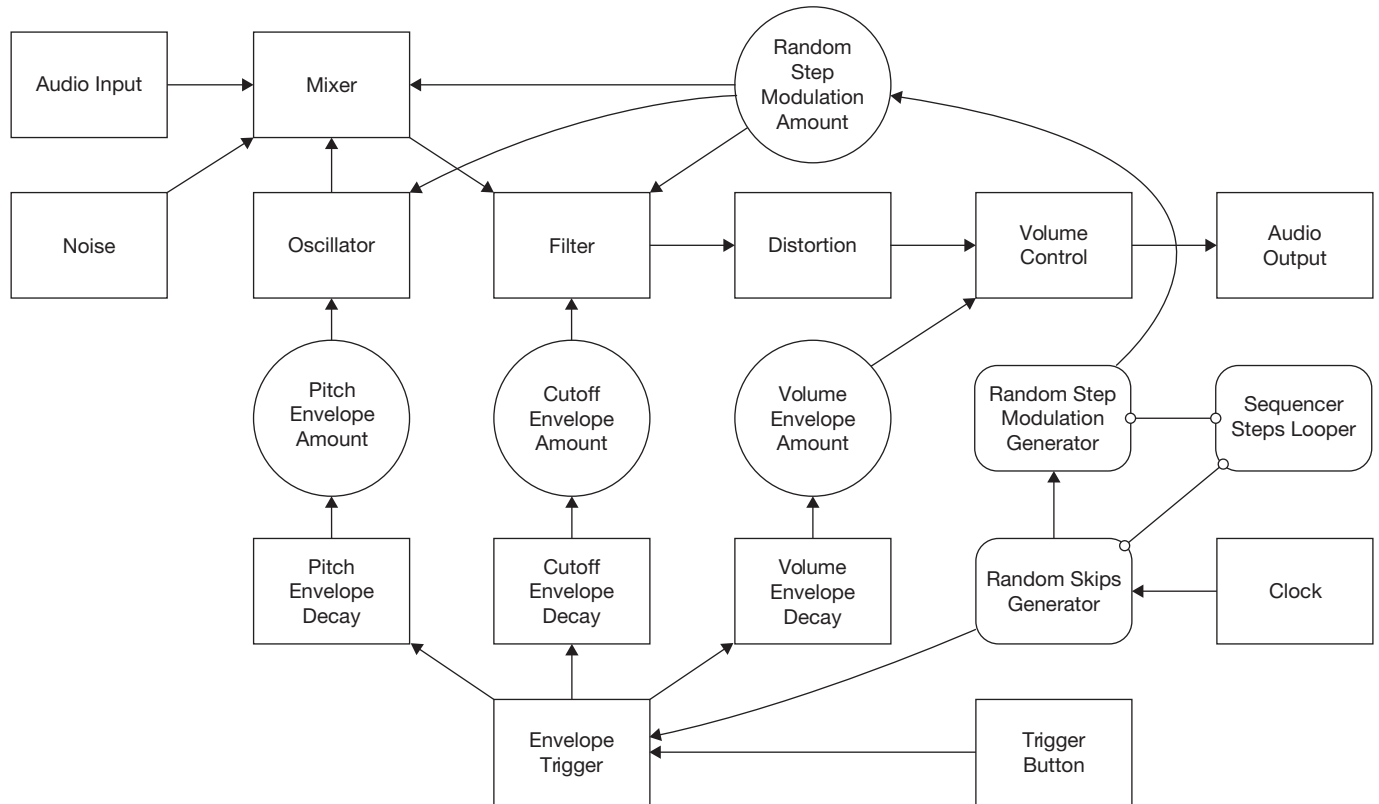 Audio Input
Mixer
Random
Step
Modulation
Amount
Noise
Oscillator
Filter
Distortion
Volume
Control
Audio
Output
Pitch
Envelope
Amount
Cutoff
Envelope
Amount
Volume
Envelope
Amount
Random Step
Modulation
Generator
Sequencer
Steps Looper
Pitch
Envelope
Decay
Cutoff
Envelope
Decay
Volume
Envelope
Decay
Random Skips
Generator
Clock
Envelope
Trigger
Trigger
Button